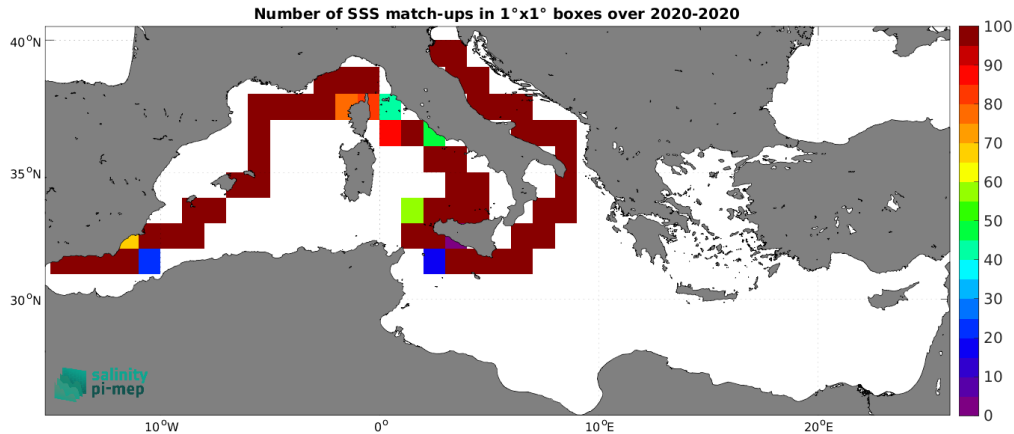 Number of SSS match-ups in 1°x1° boxes over 2020-2020
40°N
35°N
30°N
10°W
0°
10°E
20°E
100
90
80
70
60
50
40
30
20
10
0
salinity
pi-mep